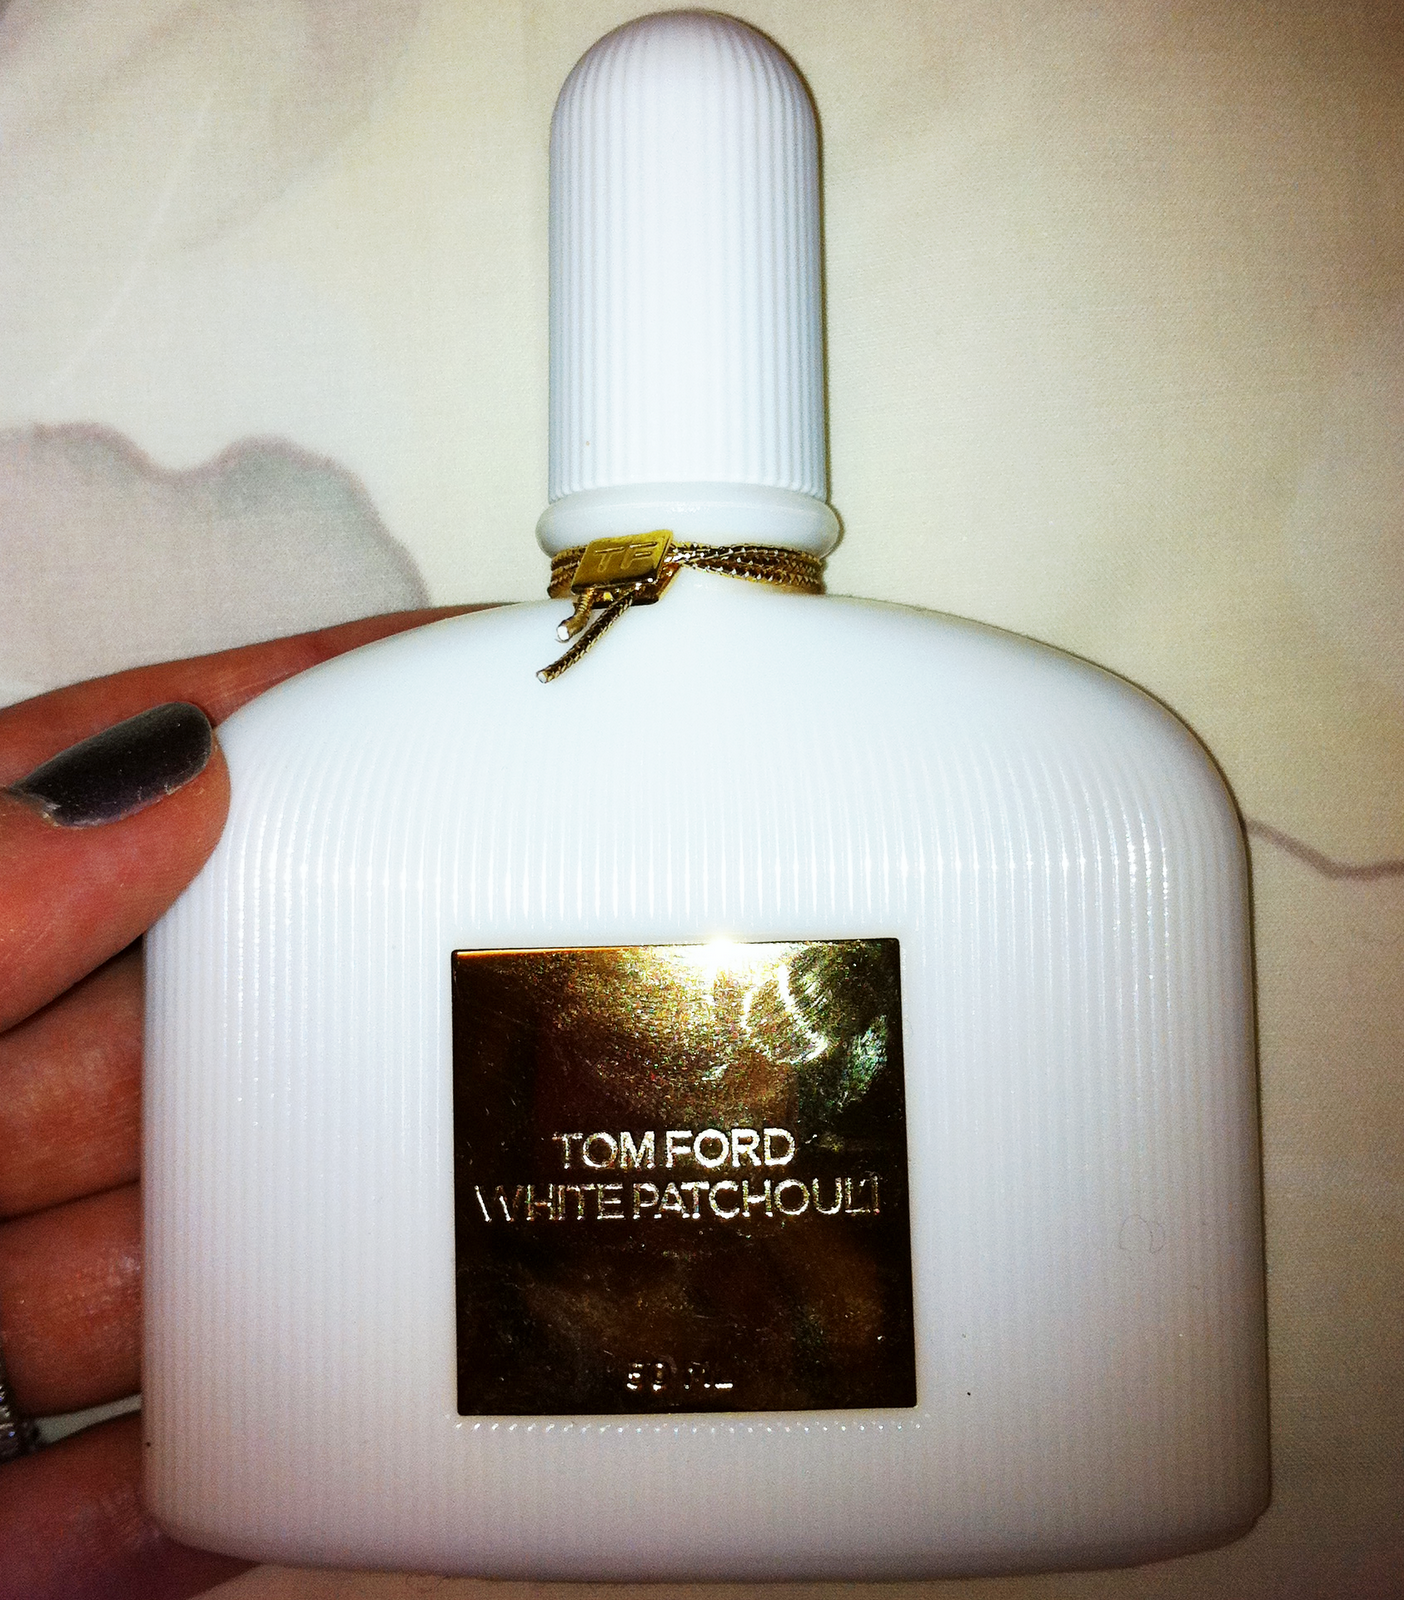 TF
TOM FORD
WHITE PATCHOULI
50 ML